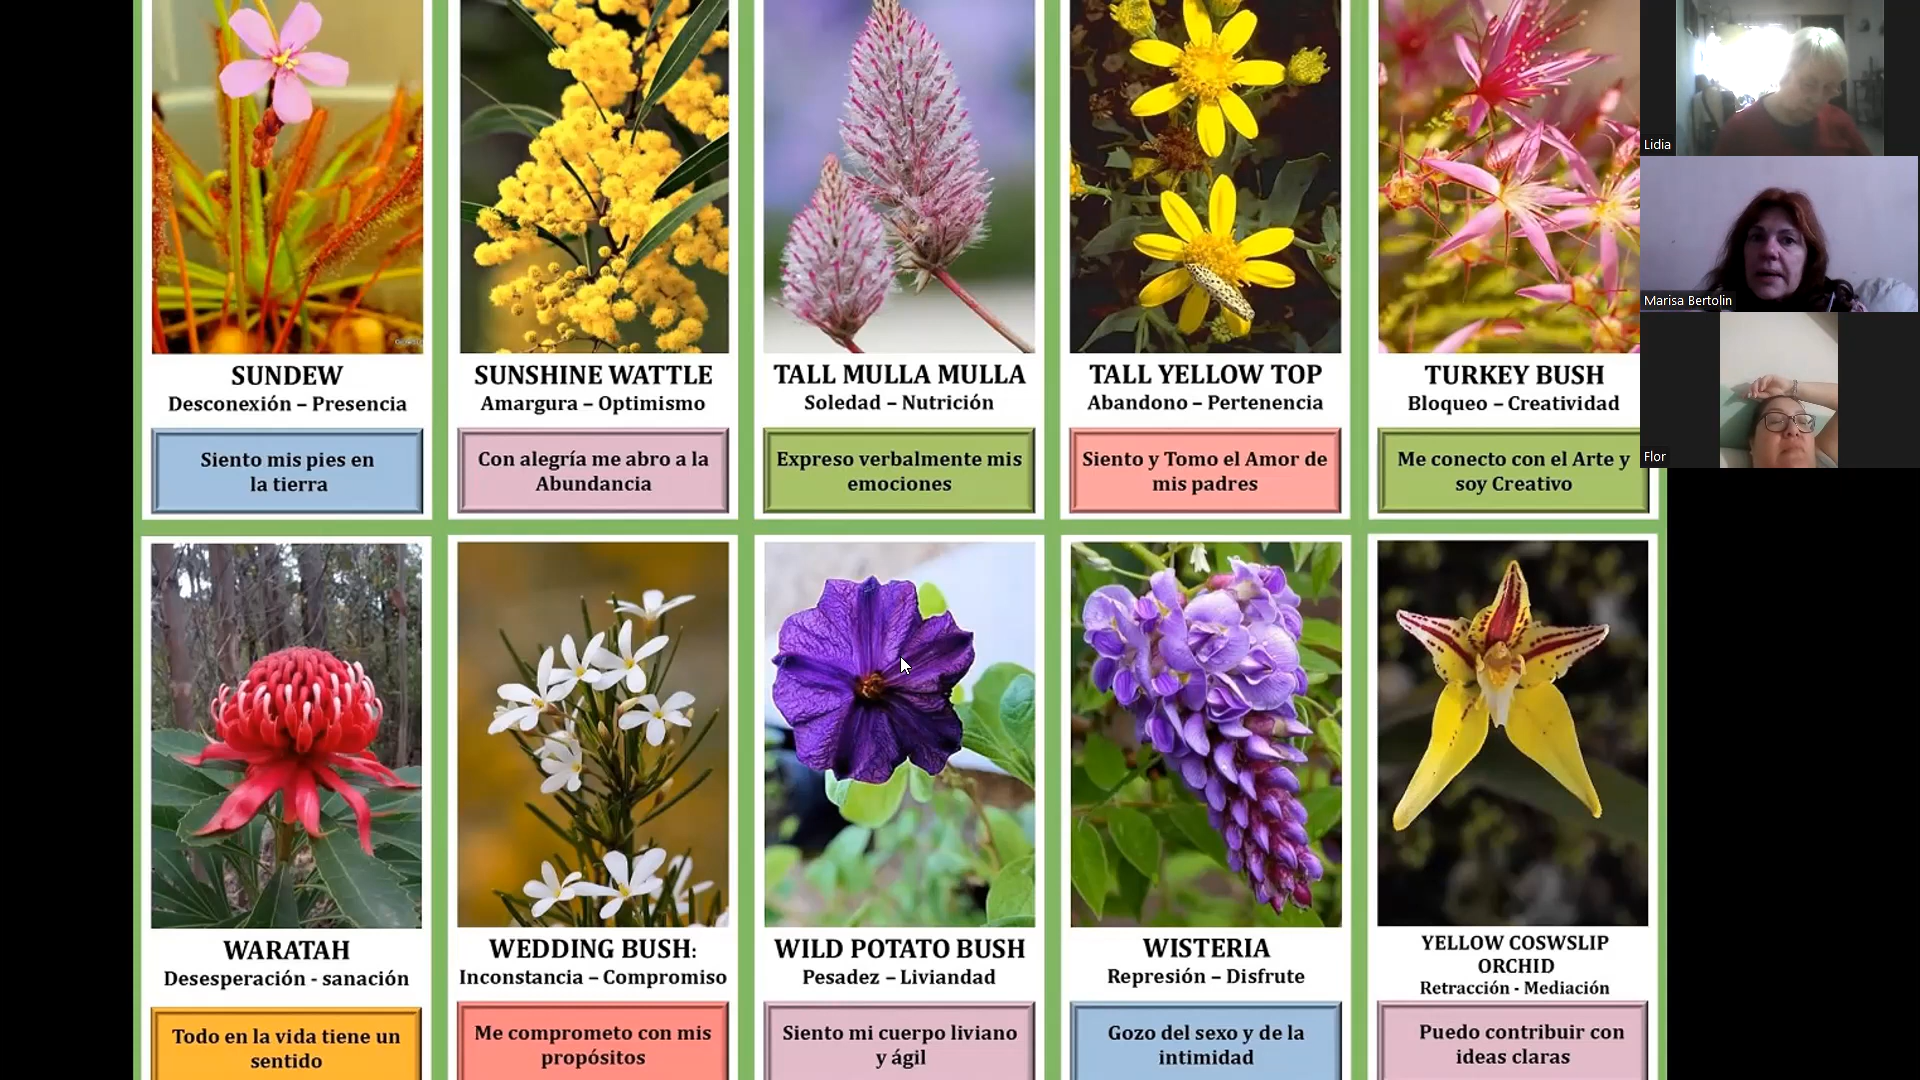 SUNDEW
Desconexión – Presencia
Siento mis pies en
la tierra
SUNSHINE WATTLE
Amargura – Optimismo
Con alegría me abro a la
Abundancia
TALL MULLA MULLA
Soledad – Nutrición
Expreso verbalmente mis
emociones
TALL YELLOW TOP
Abandono – Pertenencia
Siento y Tomo el Amor de
mis padres
TURKEY BUSH
Bloqueo – Creatividad
Me conecto con el Arte y
soy Creativo
WARATAH
Desesperación - sanación
Todo en la vida tiene un
sentido
WEDDING BUSH:
Inconstancia – Compromiso
Me comprometo con mis
propósitos
WILD POTATO BUSH
Pesadez – Liviandad
Siento mi cuerpo liviano
y ágil
WISTERIA
Represión – Disfrute
Gozo del sexo y de la
intimidad
YELLOW COSWSLIP
ORCHID
Retracción - Mediación
Puedo contribuir con
ideas claras
Lidia
Marisa Bertolin
Flor